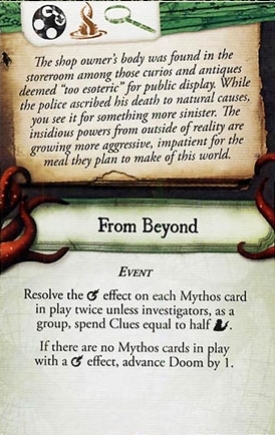 The shop owner's body was found in the
storeroom among those curios and antiques
deemed "too esoteric" for public display. While
the police ascribed his death to natural causes,
you see it for something more sinister. The
insidious powers from outside of reality are
growing more aggressive, impatient for the
meal they plan to make of this world.
From Beyond
EVENT
Resolve the effect on each Mythos card
in play twice unless investigators, as a
group, spend Clues equal to half .
If there are no Mythos cards in play
with a effect, advance Doom by 1.